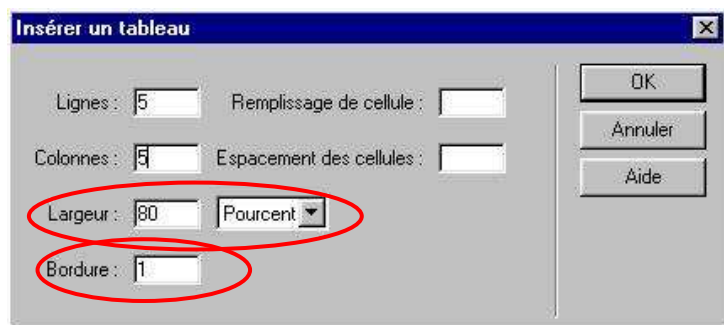 Insérer un tableau
Lignes : 5 Remplissage de cellule :
OK
Colonnes : 5 Espacement des cellules :
Annuler
Largeur : 80 Pourcent
Aide
Bordure : 1